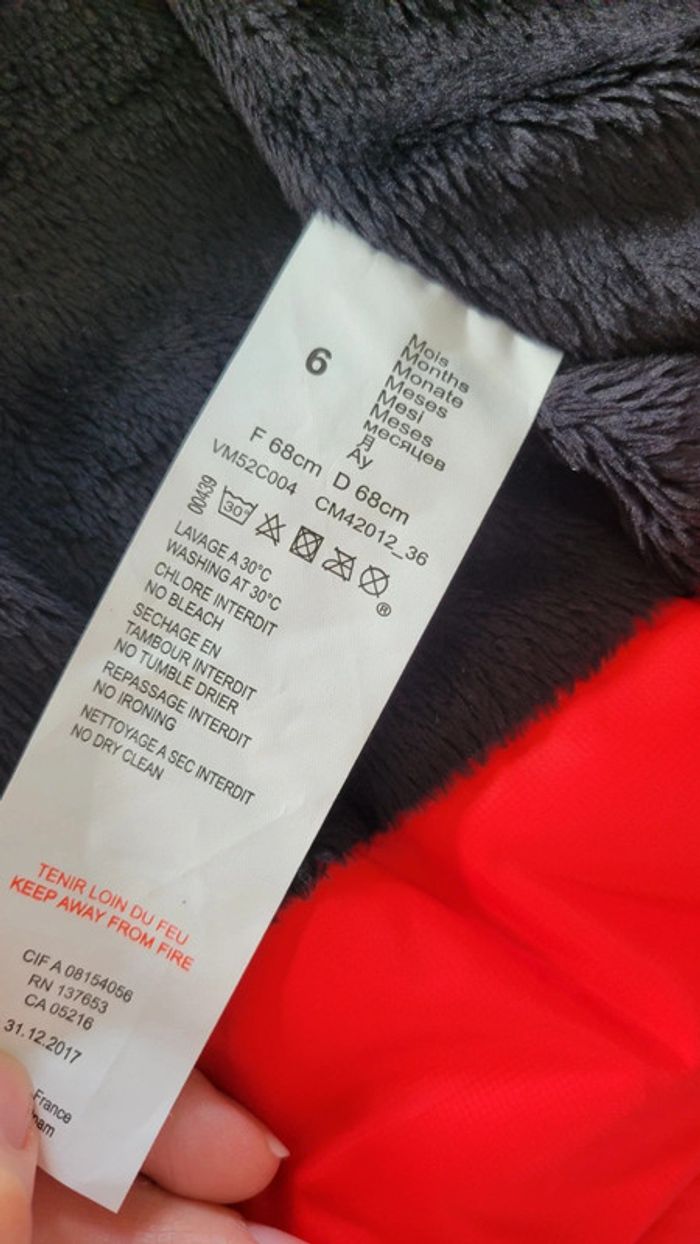 6
Mois
Months
Monate
Meses
Mesi
Meses
месяцев
月
Ay
F 68cm D 68cm
VM52C004 CM42012_36
00439
30°
®
LAVAGE A 30°C
WASHING AT 30°C
CHLORE INTERDIT
NO BLEACH
SECHAGE EN
TAMBOUR INTERDIT
NO TUMBLE DRIER
REPASSAGE INTERDIT
NO IRONING
NETTOYAGE A SEC INTERDIT
NO DRY CLEAN
TENIR LOIN DU FEU
KEEP AWAY FROM FIRE
CIF A 08154056
RN 137653
CA 05216
31.12.2017
France
nam